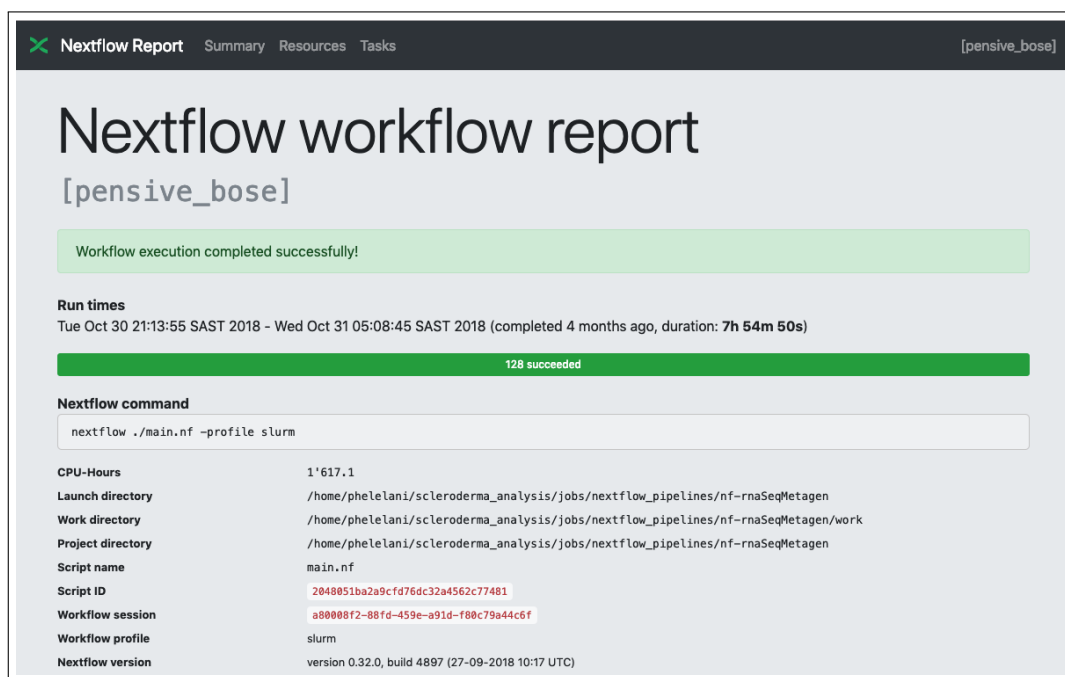 Nextflow Report Summary Resources Tasks [pensive_bose]
Nextflow workflow report
[pensive_bose]
Workflow execution completed successfully!
Run times
Tue Oct 30 21:13:55 SAST 2018 - Wed Oct 31 05:08:45 SAST 2018 (completed 4 months ago, duration: 7h 54m 50s)
128 succeeded
Nextflow command
nextflow ./main.nf -profile slurm
CPU-Hours 1'617.1
Launch directory /home/phelelani/scleroderma_analysis/jobs/nextflow_pipelines/nf-rnaSeqMetagen
Work directory /home/phelelani/scleroderma_analysis/jobs/nextflow_pipelines/nf-rnaSeqMetagen/work
Project directory /home/phelelani/scleroderma_analysis/jobs/nextflow_pipelines/nf-rnaSeqMetagen
Script name main.nf
Script ID 2048051ba2a9cfd76dc32a4562c77481
Workflow session a80008f2-88fd-459e-a91d-f80c79a44c6f
Workflow profile slurm
Nextflow version version 0.32.0, build 4897 (27-09-2018 10:17 UTC)